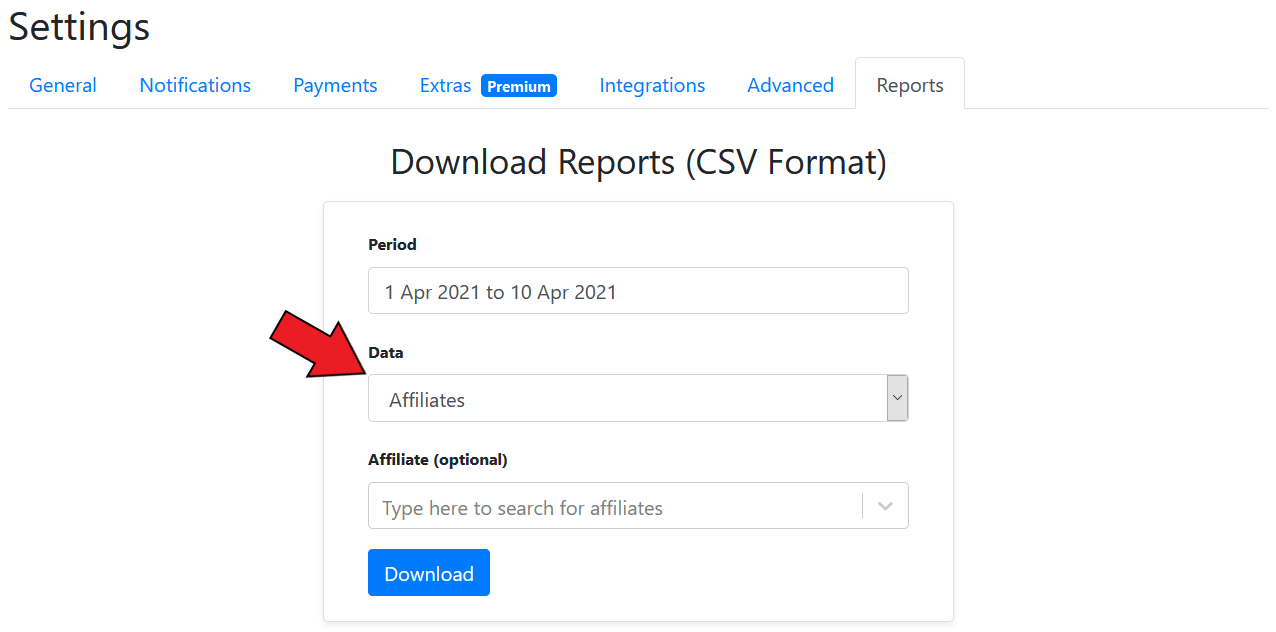 Settings
General Notifications Payments Extras Premium Integrations Advanced Reports
Download Reports (CSV Format)
Period
1 Apr 2021 to 10 Apr 2021
Data
Affiliates
Affiliate (optional)
Type here to search for affiliates
Download